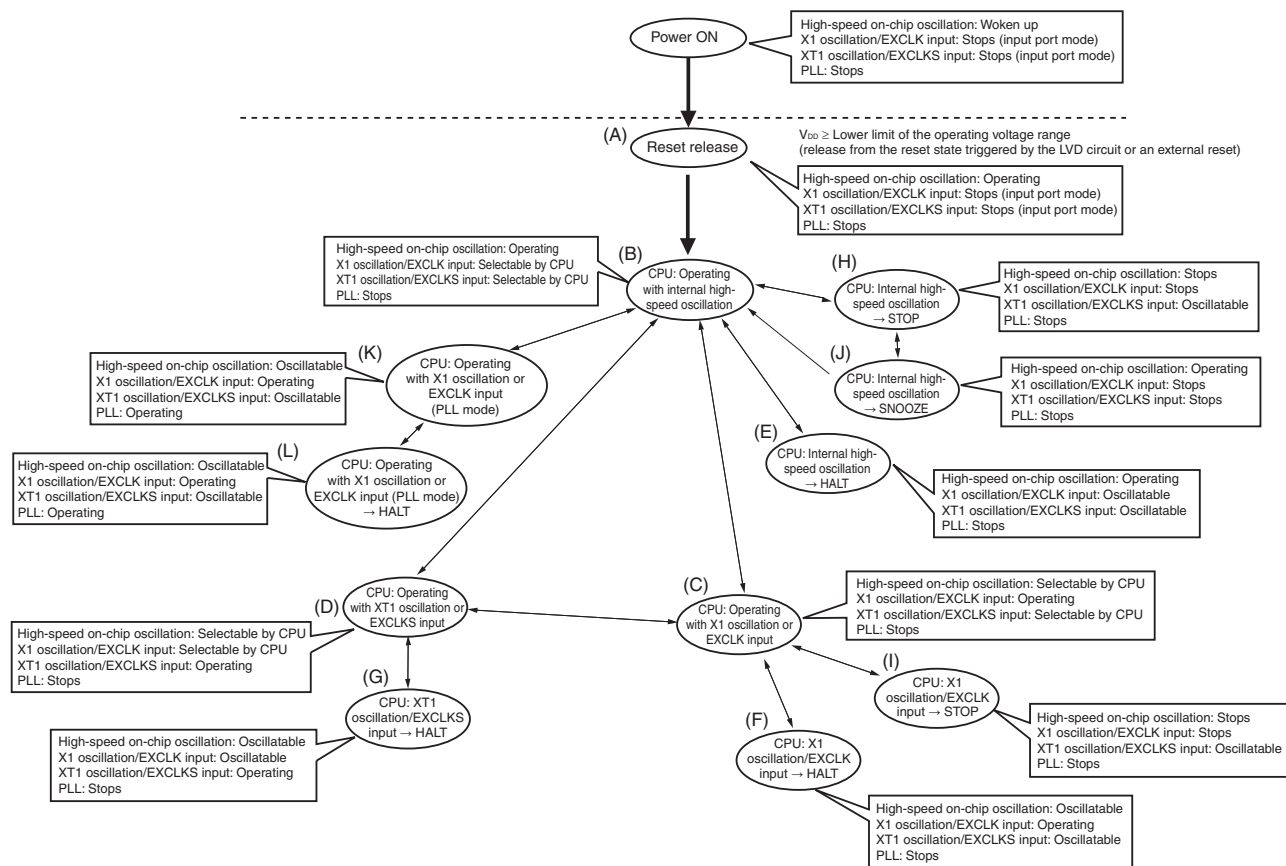 Power ON
High-speed on-chip oscillation: Woken up
X1 oscillation/EXCLK input: Stops (input port mode)
XT1 oscillation/EXCLKS input: Stops (input port mode)
PLL: Stops
(A)
Reset release
VDD ≥ Lower limit of the operating voltage range
(release from the reset state triggered by the LVD circuit or an external reset)
High-speed on-chip oscillation: Operating
X1 oscillation/EXCLK input: Stops (input port mode)
XT1 oscillation/EXCLKS input: Stops (input port mode)
PLL: Stops
High-speed on-chip oscillation: Operating
X1 oscillation/EXCLK input: Selectable by CPU
XT1 oscillation/EXCLKS input: Selectable by CPU
PLL: Stops
(B)
CPU: Operating
with internal high-
speed oscillation
(H)
CPU: Internal high-
speed oscillation
→ STOP
High-speed on-chip oscillation: Stops
X1 oscillation/EXCLK input: Stops
XT1 oscillation/EXCLKS input: Oscillatable
PLL: Stops
(J)
CPU: Internal high-
speed oscillation
→ SNOOZE
High-speed on-chip oscillation: Operating
X1 oscillation/EXCLK input: Stops
XT1 oscillation/EXCLKS input: Stops
PLL: Stops
High-speed on-chip oscillation: Oscillatable
X1 oscillation/EXCLK input: Operating
XT1 oscillation/EXCLKS input: Oscillatable
PLL: Operating
(K)
CPU: Operating
with X1 oscillation or
EXCLK input
(PLL mode)
(E)
CPU: Internal high-
speed oscillation
→ HALT
High-speed on-chip oscillation: Operating
X1 oscillation/EXCLK input: Oscillatable
XT1 oscillation/EXCLKS input: Oscillatable
PLL: Stops
High-speed on-chip oscillation: Oscillatable
X1 oscillation/EXCLK input: Operating
XT1 oscillation/EXCLKS input: Oscillatable
PLL: Operating
(L)
CPU: Operating
with X1 oscillation or
EXCLK input (PLL mode)
→ HALT
(D)
CPU: Operating
with XT1 oscillation or
EXCLKS input
High-speed on-chip oscillation: Selectable by CPU
X1 oscillation/EXCLK input: Selectable by CPU
XT1 oscillation/EXCLKS input: Operating
PLL: Stops
(C)
CPU: Operating
with X1 oscillation or
EXCLK input
High-speed on-chip oscillation: Selectable by CPU
X1 oscillation/EXCLK input: Operating
XT1 oscillation/EXCLKS input: Selectable by CPU
PLL: Stops
(G)
CPU: XT1
oscillation/EXCLKS
input → HALT
High-speed on-chip oscillation: Oscillatable
X1 oscillation/EXCLK input: Oscillatable
XT1 oscillation/EXCLKS input: Operating
PLL: Stops
(I)
CPU: X1
oscillation/EXCLK
input → STOP
High-speed on-chip oscillation: Stops
X1 oscillation/EXCLK input: Stops
XT1 oscillation/EXCLKS input: Oscillatable
PLL: Stops
(F)
CPU: X1
oscillation/EXCLK
input → HALT
High-speed on-chip oscillation: Oscillatable
X1 oscillation/EXCLK input: Operating
XT1 oscillation/EXCLKS input: Oscillatable
PLL: Stops